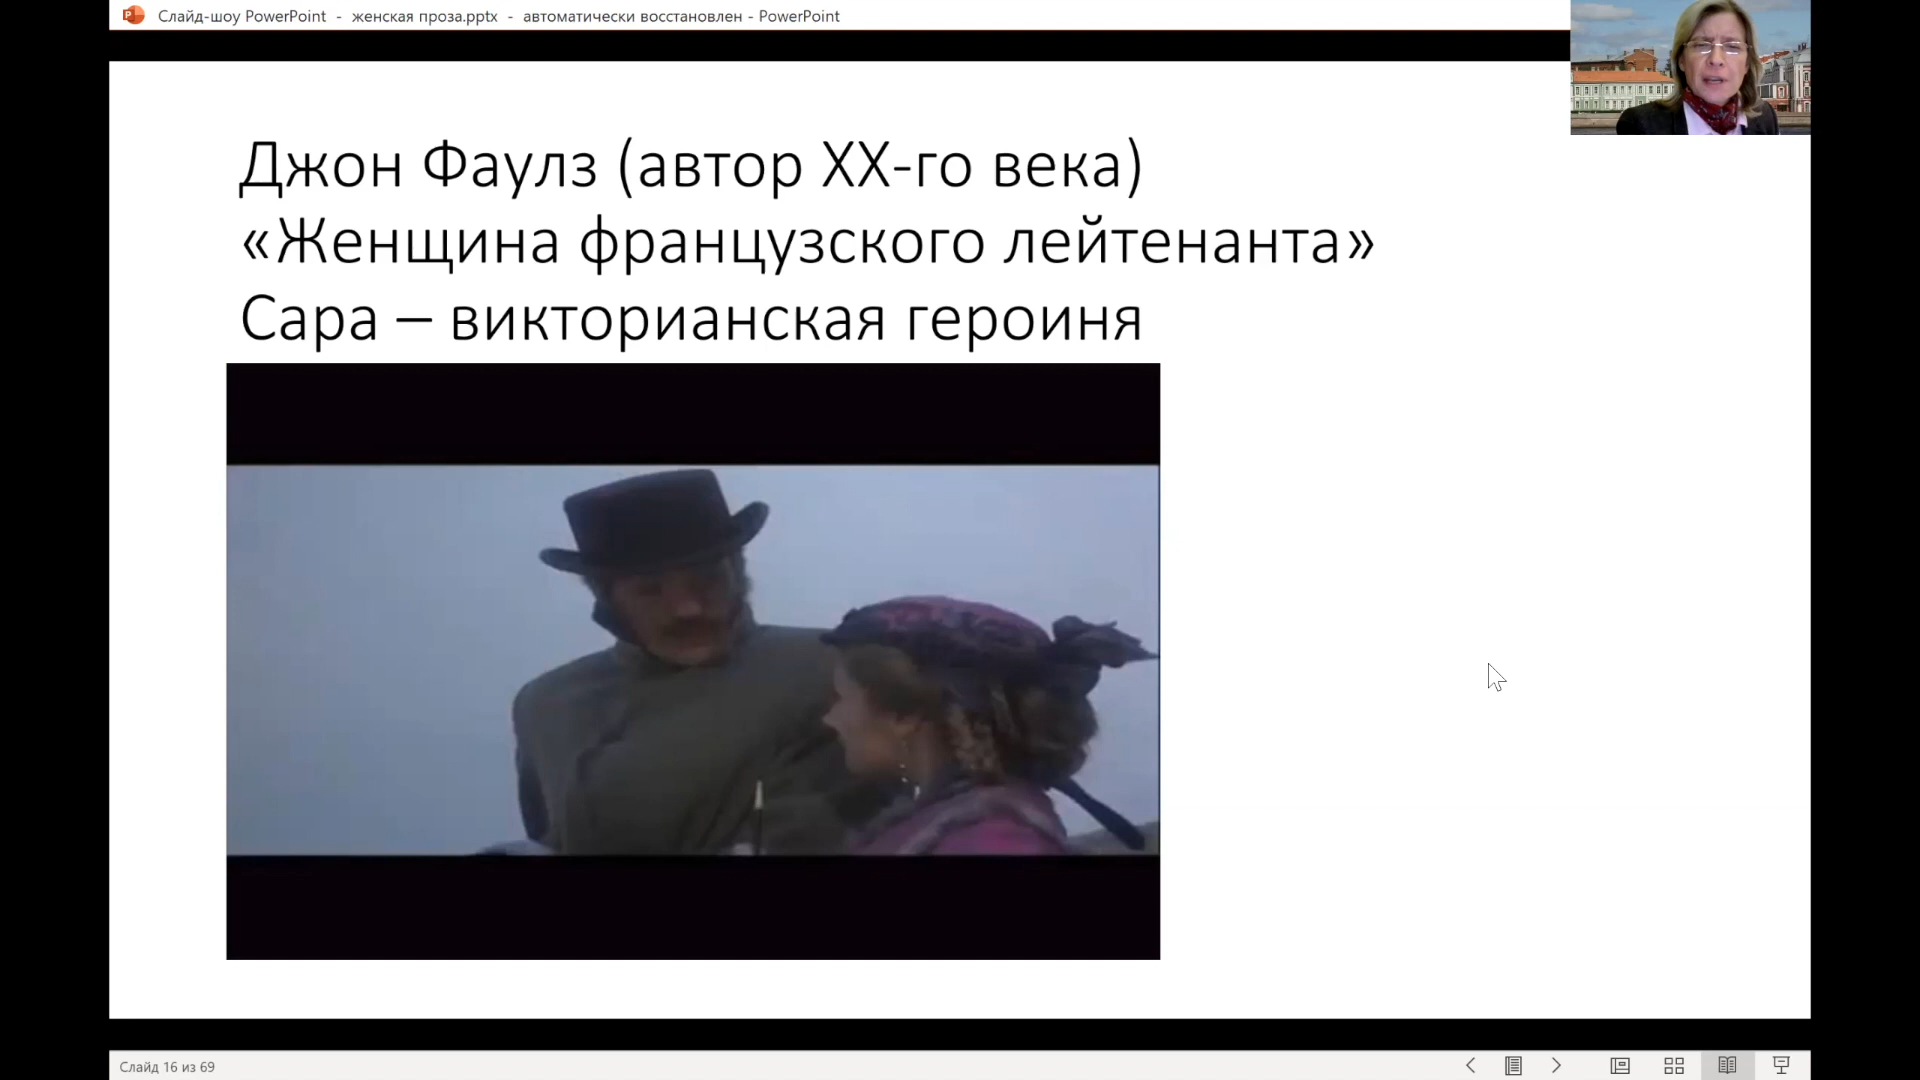 Слайд-шоу PowerPoint - женская проза.pptx - автоматически восстановлен - PowerPoint
Джон Фаулз (автор XX-го века)
«Женщина французского лейтенанта»
Сара – викторианская героиня
Слайд 16 из 69